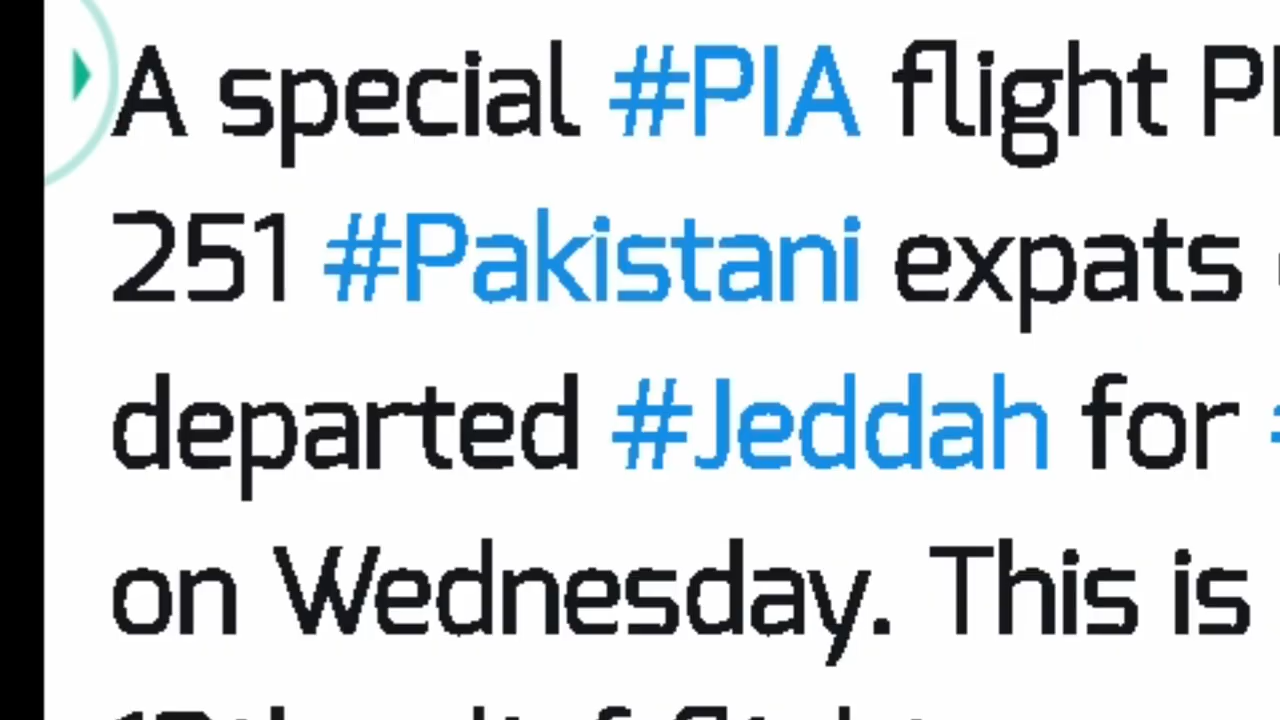 A special #PIA flight
251 #Pakistani expats
departed #Jeddah for
on Wednesday. This is